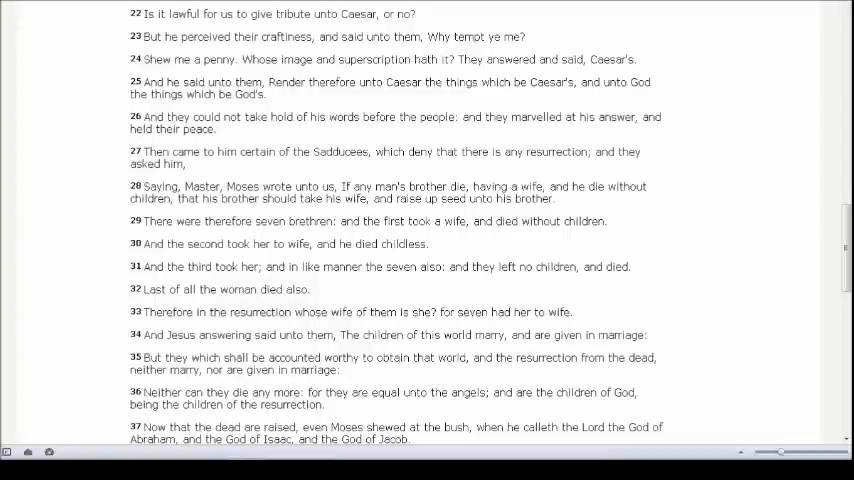 22 Is it lawful for us to give tribute unto Caesar, or no?
23 But he perceived their craftiness, and said unto them, Why tempt ye me?
24 Shew me a penny. Whose image and superscription hath it? They answered and said, Caesar's.
25 And he said unto them, Render therefore unto Caesar the things which be Caesar's, and unto God
the things which be God's.
26 And they could not take hold of his words before the people: and they marvelled at his answer, and
held their peace.
27 Then came to him certain of the Sadducees, which deny that there is any resurrection; and they
asked him,
28 Saying, Master, Moses wrote unto us, If any man's brother die, having a wife, and he die without
children, that his brother should take his wife, and raise up seed unto his brother.
29 There were therefore seven brethren: and the first took a wife, and died without children.
30 And the second took her to wife, and he died childless.
31 And the third took her; and in like manner the seven also: and they left no children, and died.
32 Last of all the woman died also.
33 Therefore in the resurrection whose wife of them is she? for seven had her to wife.
34 And Jesus answering said unto them, The children of this world marry, and are given in marriage:
35 But they which shall be accounted worthy to obtain that world, and the resurrection from the dead,
neither marry, nor are given in marriage:
36 Neither can they die any more: for they are equal unto the angels; and are the children of God,
being the children of the resurrection.
37 Now that the dead are raised, even Moses shewed at the bush, when he calleth the Lord the God of
Abraham, and the God of Isaac, and the God of Jacob.